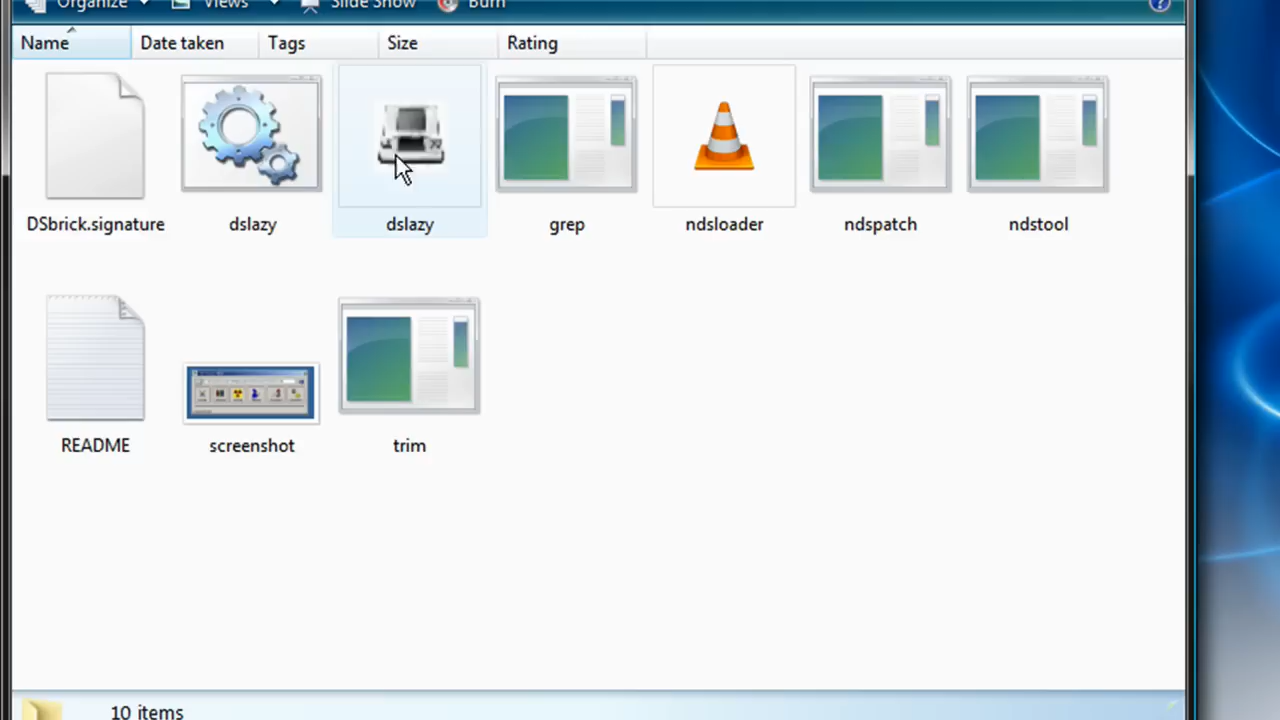 Organize Views Slide Show Burn
Name Date taken Tags Size Rating
DSbrick.signature dslazy dslazy grep ndsloader ndspatch ndstool
README screenshot trim
10 items